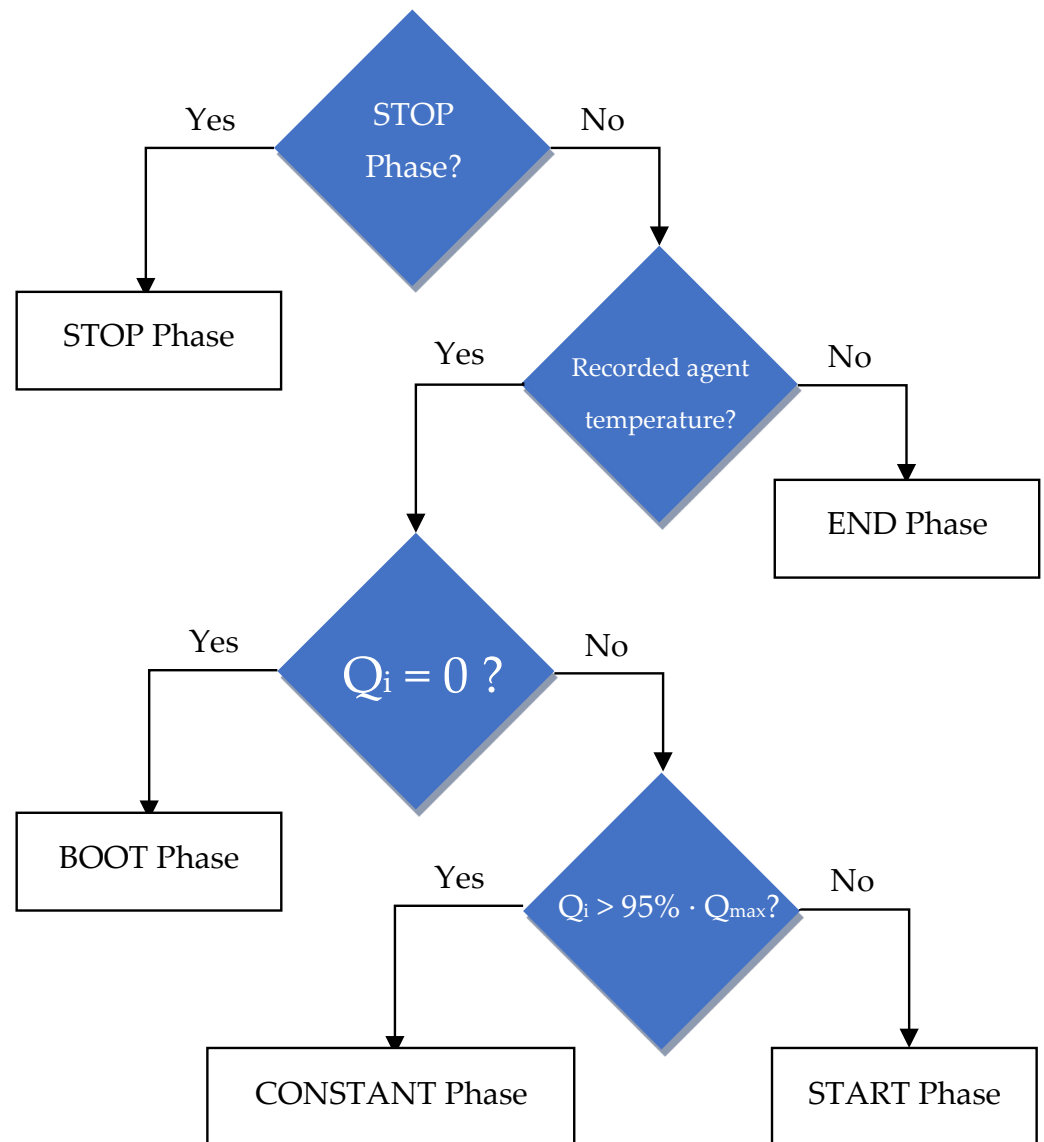 STOP
Phase?
Yes
No
STOP Phase
Recorded agent
temperature?
Yes
No
END Phase
Qi = 0 ?
Yes
No
BOOT Phase
Qi > 95% · Qmax?
Yes
No
CONSTANT Phase
START Phase